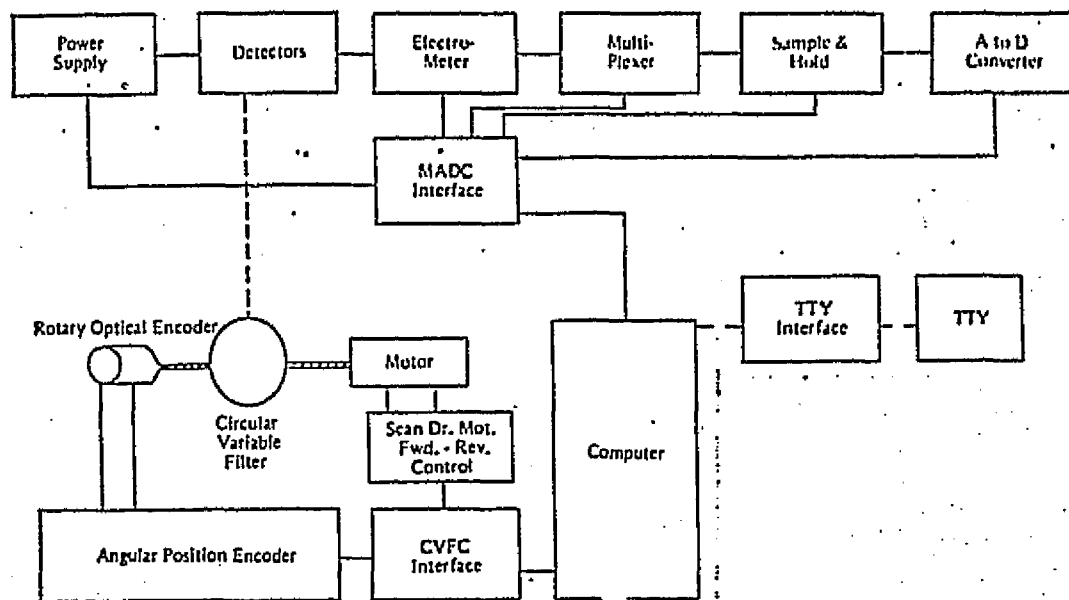 Power
Supply
Detectors
Electro-
Meter
Multi-
Plexer
Sample &
Hold
A to D
Converter
MADC
Interface
Rotary Optical Encoder
Circular
Variable
Filter
Motor
Scan Dr. Mot.
Fwd. - Rev.
Control
Computer
TTY
Interface
TTY
Angular Position Encoder
CVFC
Interface